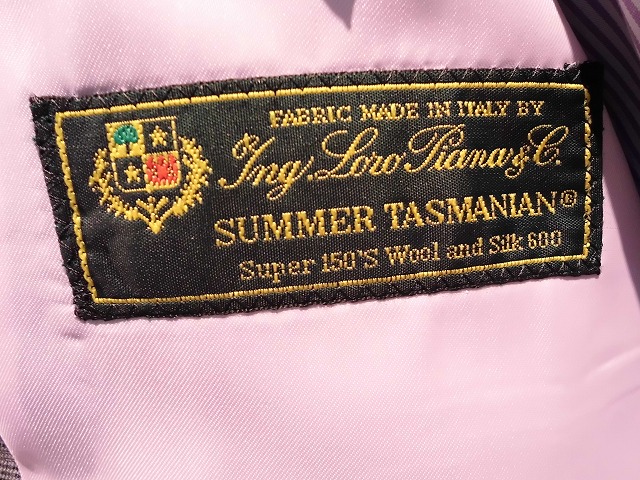 FABRIC MADE IN ITALY BY
Ing. Loro Piana & C.
SUMMER TASMANIAN®
Super 150'S Wool and Silk 600